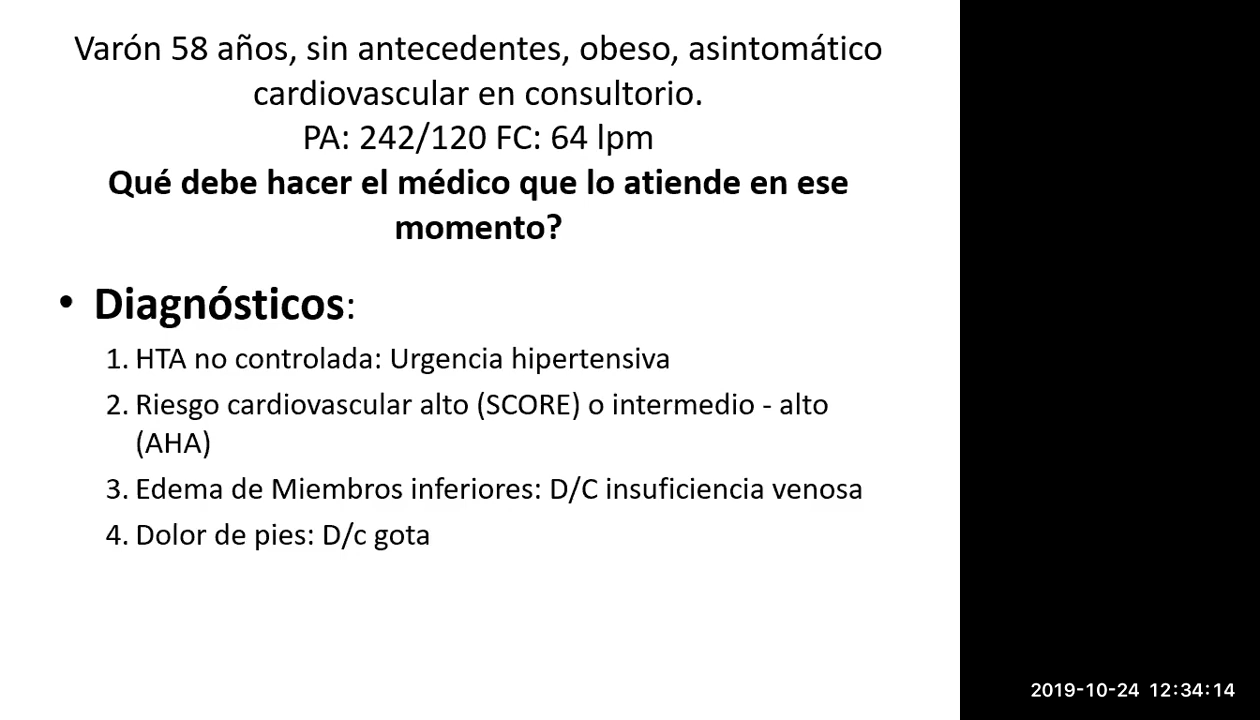 Varón 58 años, sin antecedentes, obeso, asintomático
cardiovascular en consultorio.
PA: 242/120 FC: 64 lpm
Qué debe hacer el médico que lo atiende en ese
momento?
• Diagnósticos:
1. HTA no controlada: Urgencia hipertensiva
2. Riesgo cardiovascular alto (SCORE) o intermedio - alto
(AHA)
3. Edema de Miembros inferiores: D/C insuficiencia venosa
4. Dolor de pies: D/c gota
2019-10-24 12:34:14